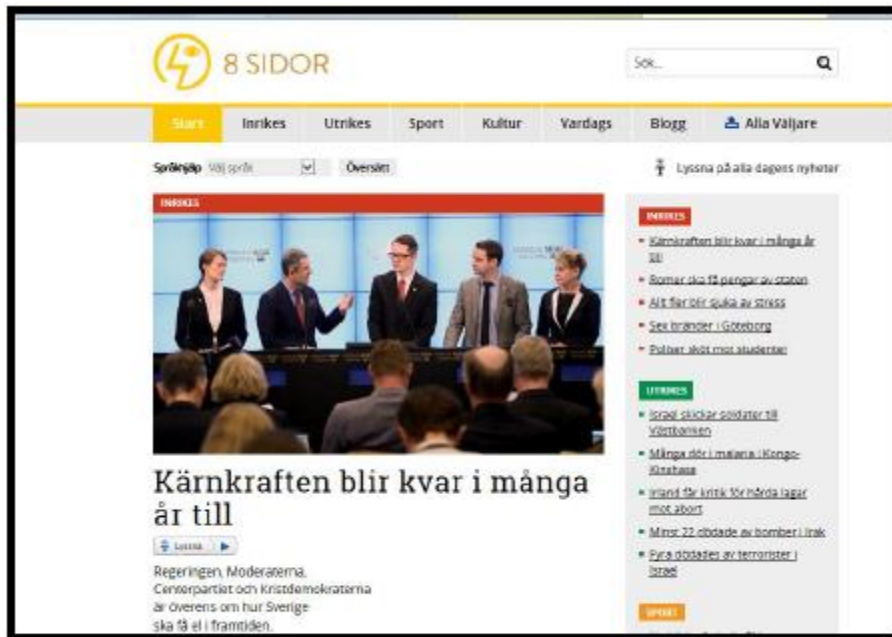 8 SIDOR
Sök...
Start Inrikes Utrikes Sport Kultur Vardags Blogg Alla Väljare
Språkhjälp Välj språk Översätt Lyssna på alla dagens nyheter
INRIKES
Kärnkraften blir kvar i många
år till
Lyssna
Regeringen, Moderaterna,
Centerpartiet och Kristdemokraterna
är överens om hur Sverige
ska få el i framtiden.
INRIKES
Kärnkraften blir kvar i många år
till
Romer ska få pengar av staten
Allt fler blir sjuka av stress
Sex bränder i Göteborg
Poliser sköt mot studenter
UTRIKES
Israel skickar soldater till
Västbanken
Många dör i malaria i Kongo-
Kinshasa
Irland får kritik för hårda lagar
mot abort
Minst 22 dödade av bomber i Irak
Fyra dödades av terrorister i
Israel
SPORT